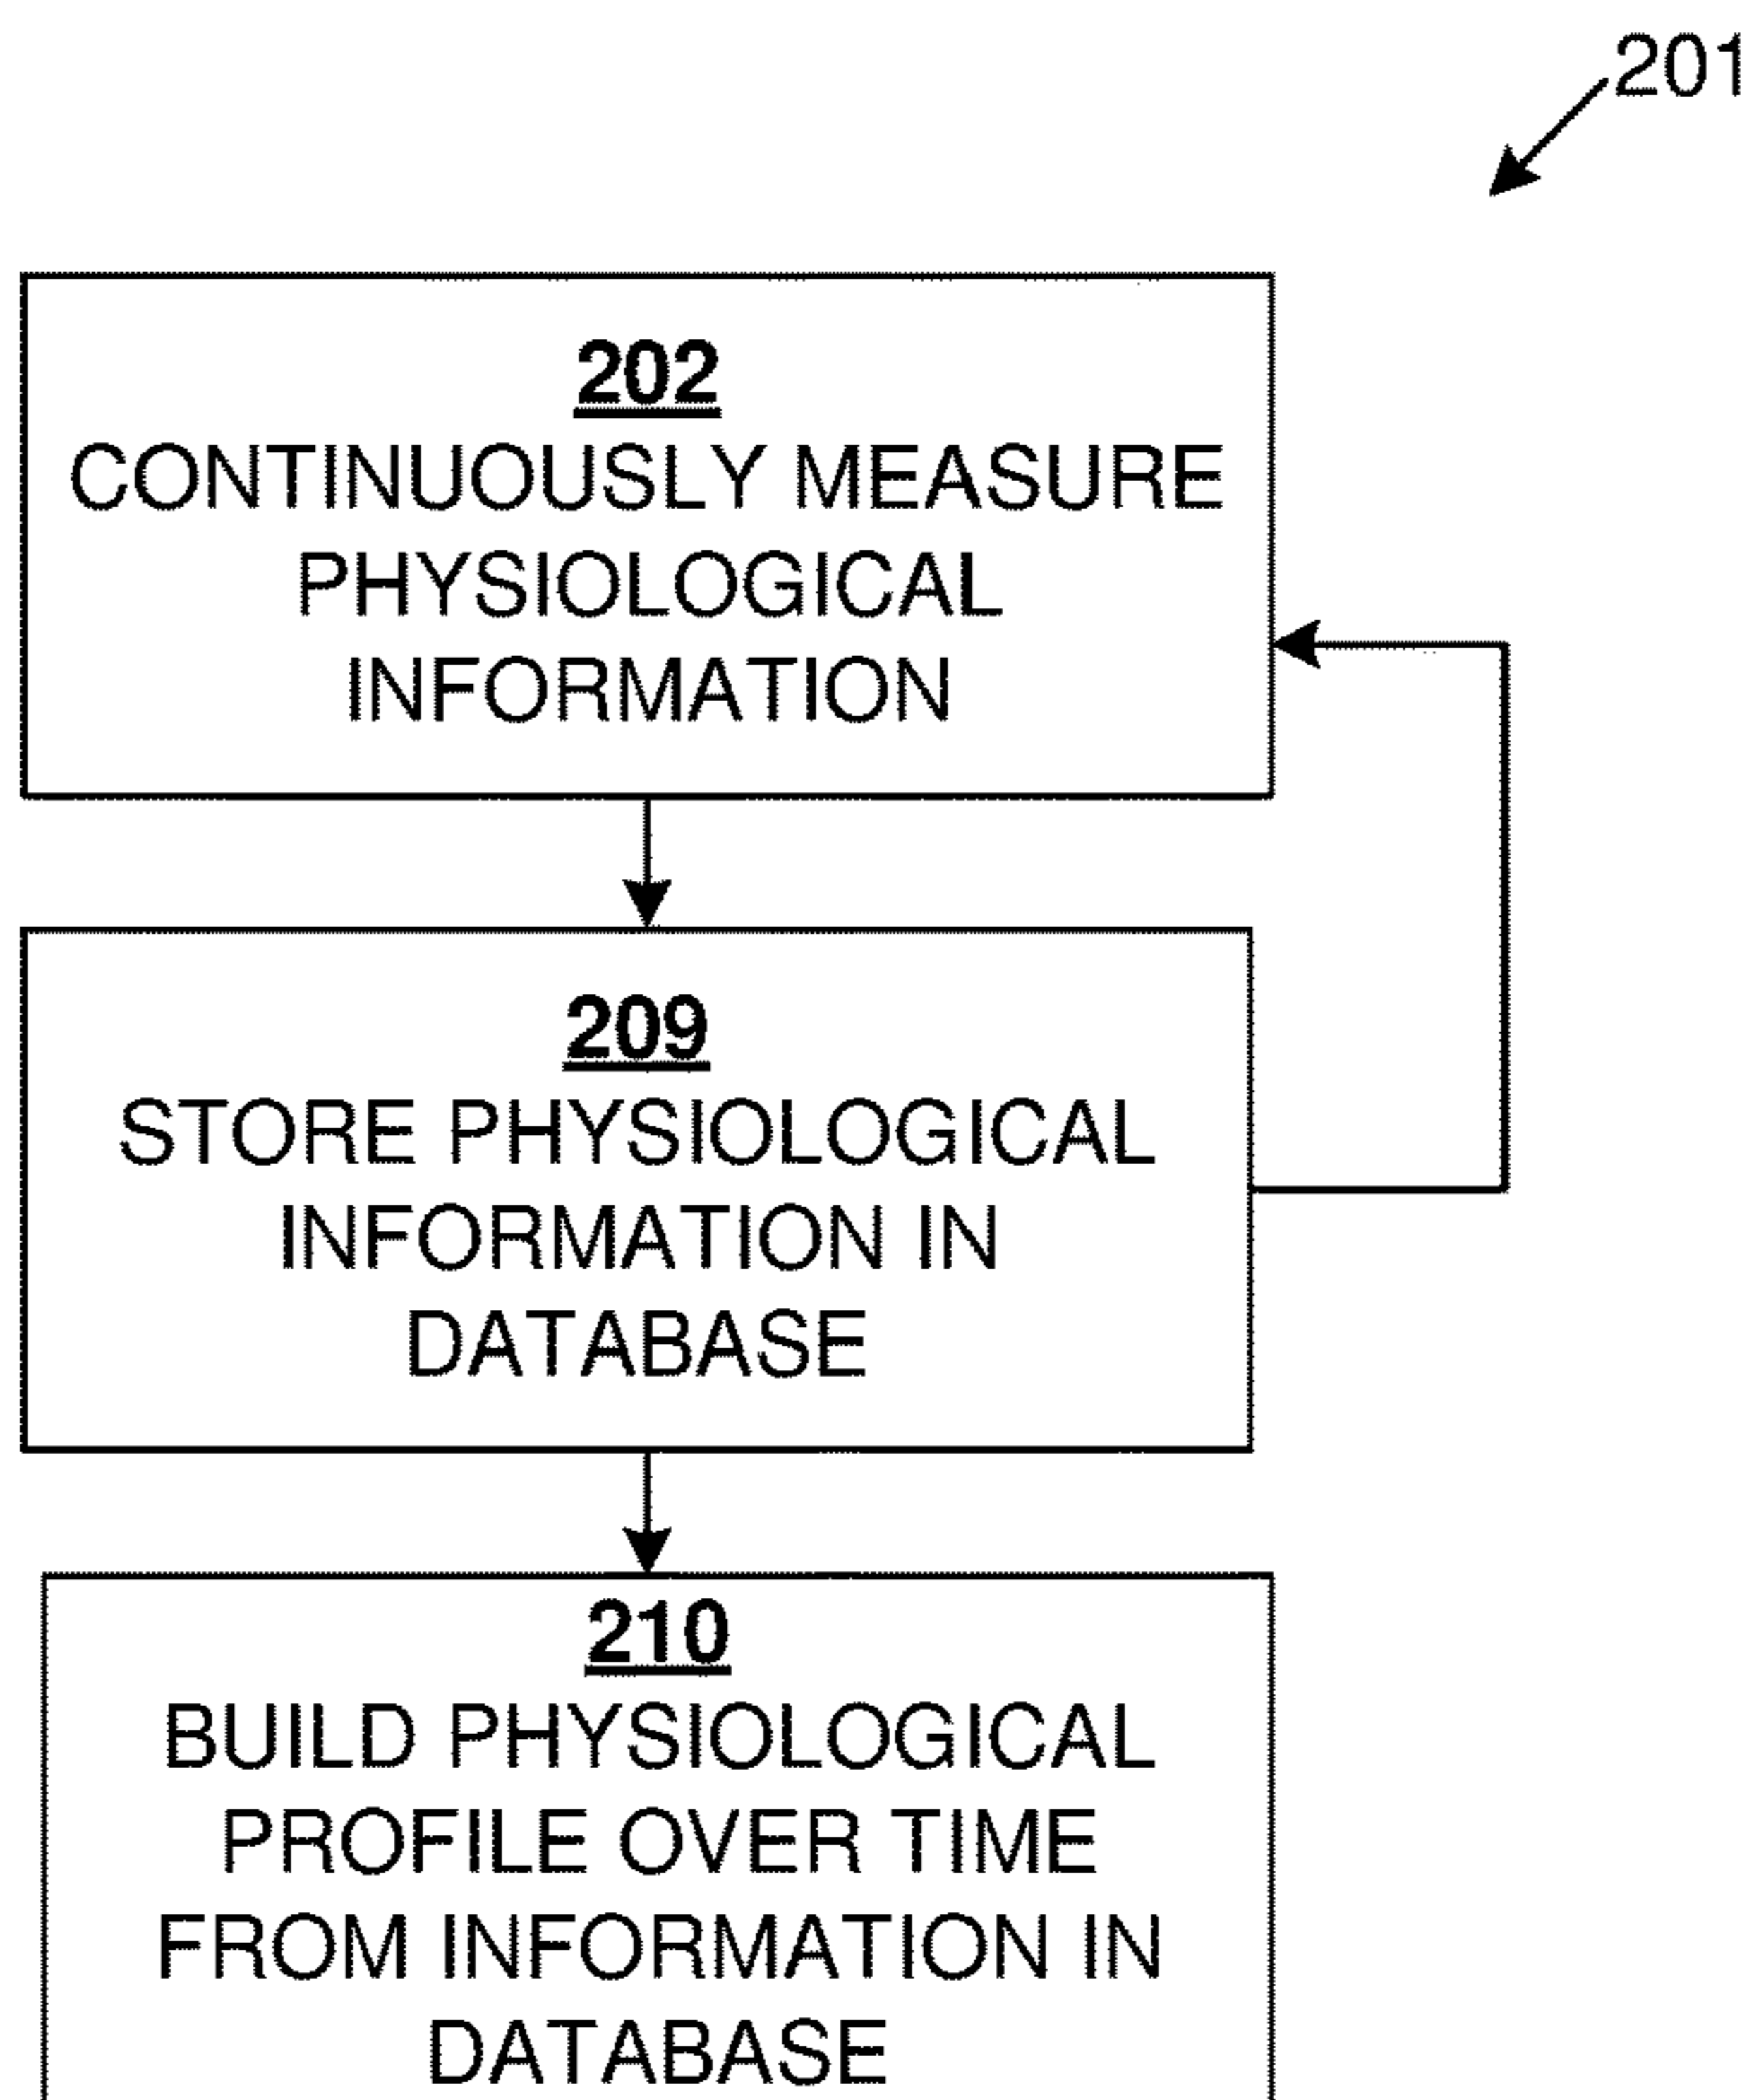 201
202
CONTINUOUSLY MEASURE
PHYSIOLOGICAL
INFORMATION
209
STORE PHYSIOLOGICAL
INFORMATION IN
DATABASE
210
BUILD PHYSIOLOGICAL
PROFILE OVER TIME
FROM INFORMATION IN
DATABASE